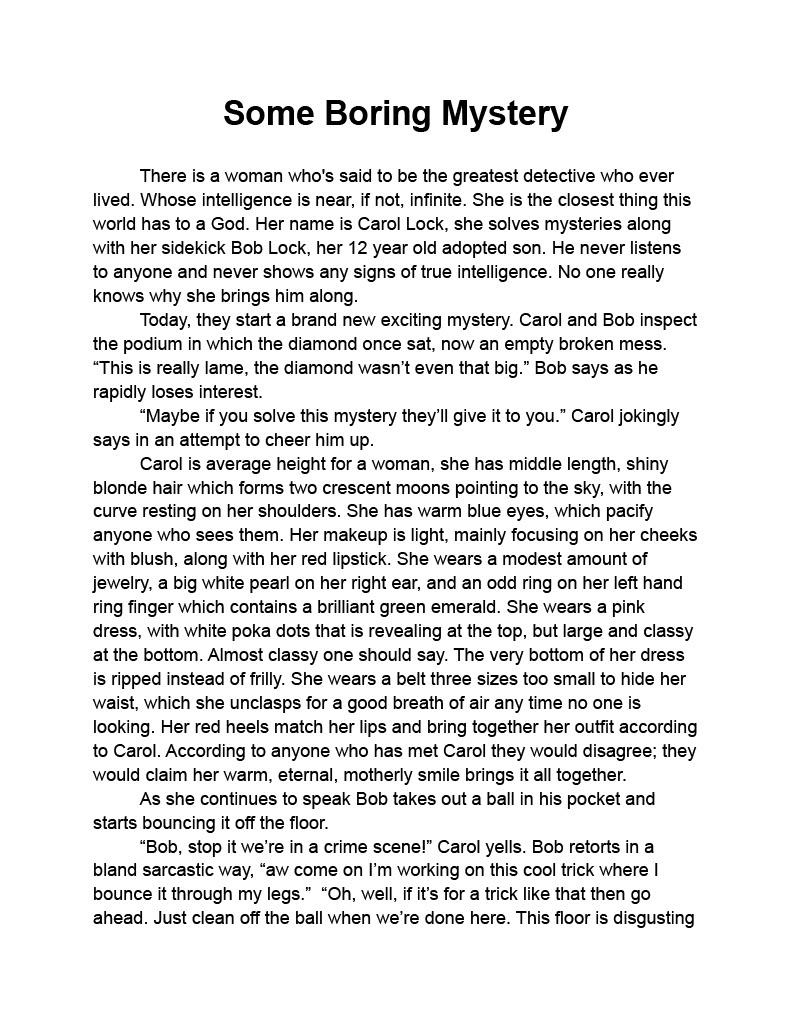 Some Boring Mystery
There is a woman who's said to be the greatest detective who ever
lived. Whose intelligence is near, if not, infinite. She is the closest thing this
world has to a God. Her name is Carol Lock, she solves mysteries along
with her sidekick Bob Lock, her 12 year old adopted son. He never listens
to anyone and never shows any signs of true intelligence. No one really
knows why she brings him along.
Today, they start a brand new exciting mystery. Carol and Bob inspect
the podium in which the diamond once sat, now an empty broken mess.
“This is really lame, the diamond wasn’t even that big.” Bob says as he
rapidly loses interest.
“Maybe if you solve this mystery they’ll give it to you.” Carol jokingly
says in an attempt to cheer him up.
Carol is average height for a woman, she has middle length, shiny
blonde hair which forms two crescent moons pointing to the sky, with the
curve resting on her shoulders. She has warm blue eyes, which pacify
anyone who sees them. Her makeup is light, mainly focusing on her cheeks
with blush, along with her red lipstick. She wears a modest amount of
jewelry, a big white pearl on her right ear, and an odd ring on her left hand
ring finger which contains a brilliant green emerald. She wears a pink
dress, with white poka dots that is revealing at the top, but large and classy
at the bottom. Almost classy one should say. The very bottom of her dress
is ripped instead of frilly. She wears a belt three sizes too small to hide her
waist, which she unclasps for a good breath of air any time no one is
looking. Her red heels match her lips and bring together her outfit according
to Carol. According to anyone who has met Carol they would disagree; they
would claim her warm, eternal, motherly smile brings it all together.
As she continues to speak Bob takes out a ball in his pocket and
starts bouncing it off the floor.
“Bob, stop it we’re in a crime scene!” Carol yells. Bob retorts in a
bland sarcastic way, “aw come on I’m working on this cool trick where I
bounce it through my legs.”  “Oh, well, if it’s for a trick like that then go
ahead. Just clean off the ball when we’re done here. This floor is disgusting